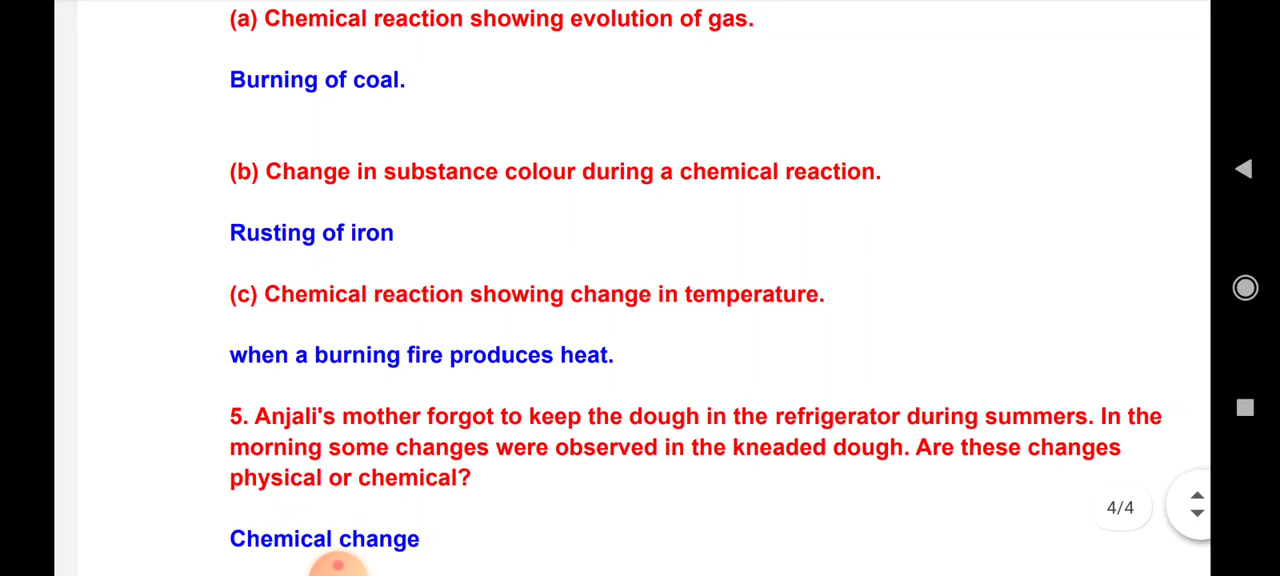 (a) Chemical reaction showing evolution of gas.
Burning of coal.
(b) Change in substance colour during a chemical reaction.
Rusting of iron
(c) Chemical reaction showing change in temperature.
when a burning fire produces heat.
5. Anjali's mother forgot to keep the dough in the refrigerator during summers. In the
morning some changes were observed in the kneaded dough. Are these changes
physical or chemical?
4/4
Chemical change